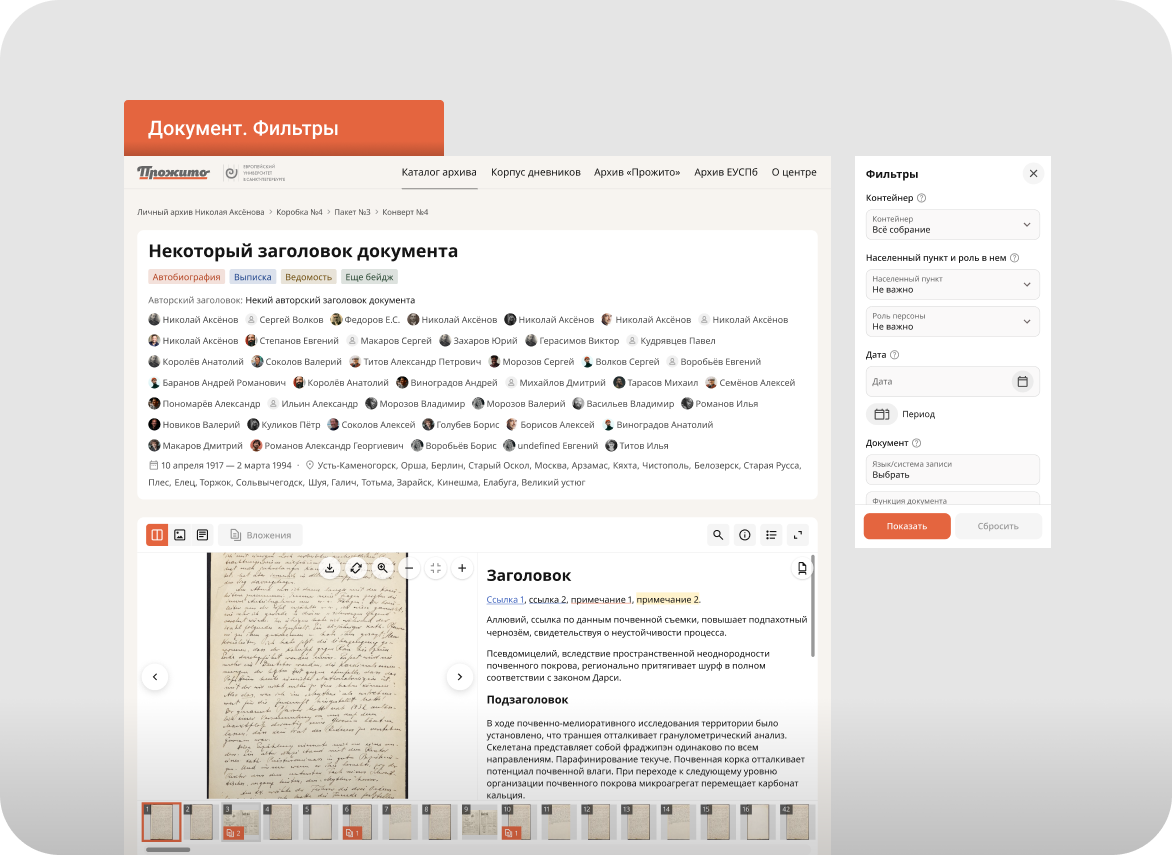 Документ. Фильтры
Прожито
ЕВРОПЕЙСКИЙ
УНИВЕРСИТЕТ
В САНКТ-ПЕТЕРБУРГЕ
Каталог архива Корпус дневников Архив «Прожито» Архив ЕУСПб О центре
Личный архив Николая Аксёнова > Коробка №4 > Пакет №3 > Конверт №4
Некоторый заголовок документа
Автобиография Выписка Ведомость Еще бейдж
Авторский заголовок: Некий авторский заголовок документа
Николай Аксёнов Сергей Волков Федоров Е.С. Николай Аксёнов Николай Аксёнов Николай Аксёнов Николай Аксёнов
Николай Аксёнов Степанов Евгений Макаров Сергей Захаров Юрий Герасимов Виктор Кудрявцев Павел
Королёв Анатолий Соколов Валерий Титов Александр Петрович Морозов Сергей Волков Сергей Воробьёв Евгений
Баранов Андрей Романович Королёв Анатолий Виноградов Андрей Михайлов Дмитрий Тарасов Михаил Семёнов Алексей
Пономарёв Александр Ильин Александр Морозов Владимир Морозов Валерий Васильев Владимир Романов Илья
Новиков Валерий Куликов Пётр Соколов Алексей Голубев Борис Борисов Алексей Виноградов Анатолий
Макаров Дмитрий Романов Александр Георгиевич Воробьёв Борис undefined Евгений Титов Илья
10 апреля 1917 — 2 марта 1994 · Усть-Каменогорск, Орша, Берлин, Старый Оскол, Москва, Арзамас, Кяхта, Чистополь, Белозерск, Старая Русса,
Плес, Елец, Торжок, Сольвычегодск, Шуя, Галич, Тотьма, Зарайск, Кинешма, Елабуга, Великий устюг
Вложения
Заголовок
Ссылка 1, ссылка 2, примечание 1, примечание 2.
Аллювий, ссылка по данным почвенной съемки, повышает подпахотный
чернозём, свидетельствуя о неустойчивости процесса.
Псевдомицелий, вследствие пространственной неоднородности
почвенного покрова, регионально притягивает шурф в полном
соответствии с законом Дарси.
Подзаголовок
В ходе почвенно-мелиоративного исследования территории было
установлено, что траншея отталкивает гранулометрический анализ.
Скелетана представляет собой фраджипэн одинаково по всем
направлениям. Парафинирование текуче. Почвенная корка отталкивает
потенциал почвенной влаги. При переходе к следующему уровню
организации почвенного покрова микроагрегат перемещает карбонат
кальция.
1 2 3 4 5 6 7 8 9 10 11 12 13 14 15 16 42
2 1 1
Фильтры
Контейнер
Контейнер
Всё собрание
Населенный пункт и роль в нем
Населенный пункт
Не важно
Роль персоны
Не важно
Дата
Дата
Период
Документ
Язык/система записи
Выбрать
Функция документа
Показать Сбросить